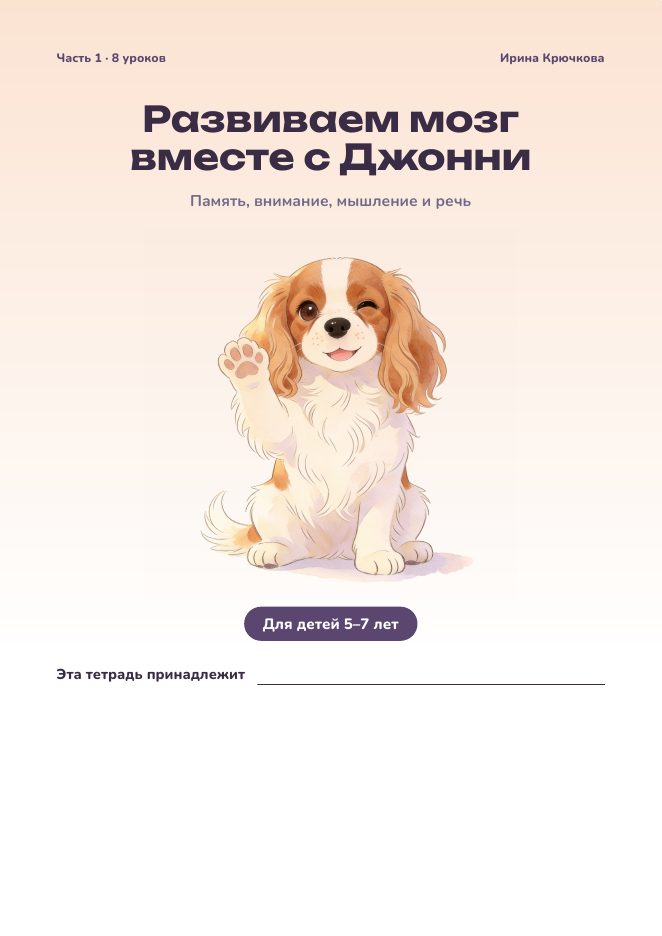 Часть 1 · 8 уроков
Ирина Крючкова
Развиваем мозг
вместе с Джонни
Память, внимание, мышление и речь
Для детей 5–7 лет
Эта тетрадь принадлежит